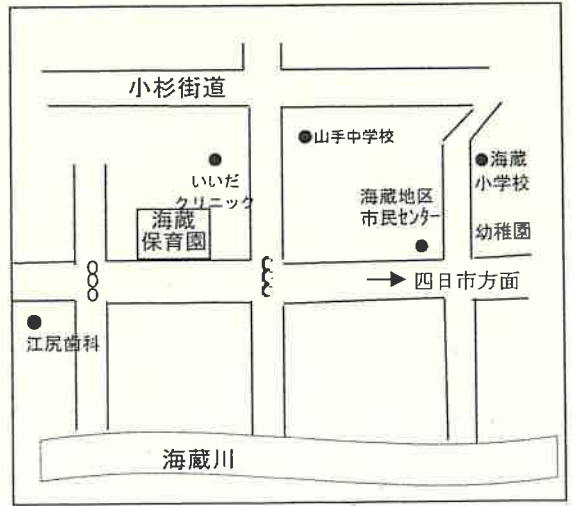 小杉街道
山手中学校
いいだ
クリニック
海蔵
小学校
海蔵
保育園
海蔵地区
市民センター
幼稚園
四日市方面
江尻歯科
海蔵川